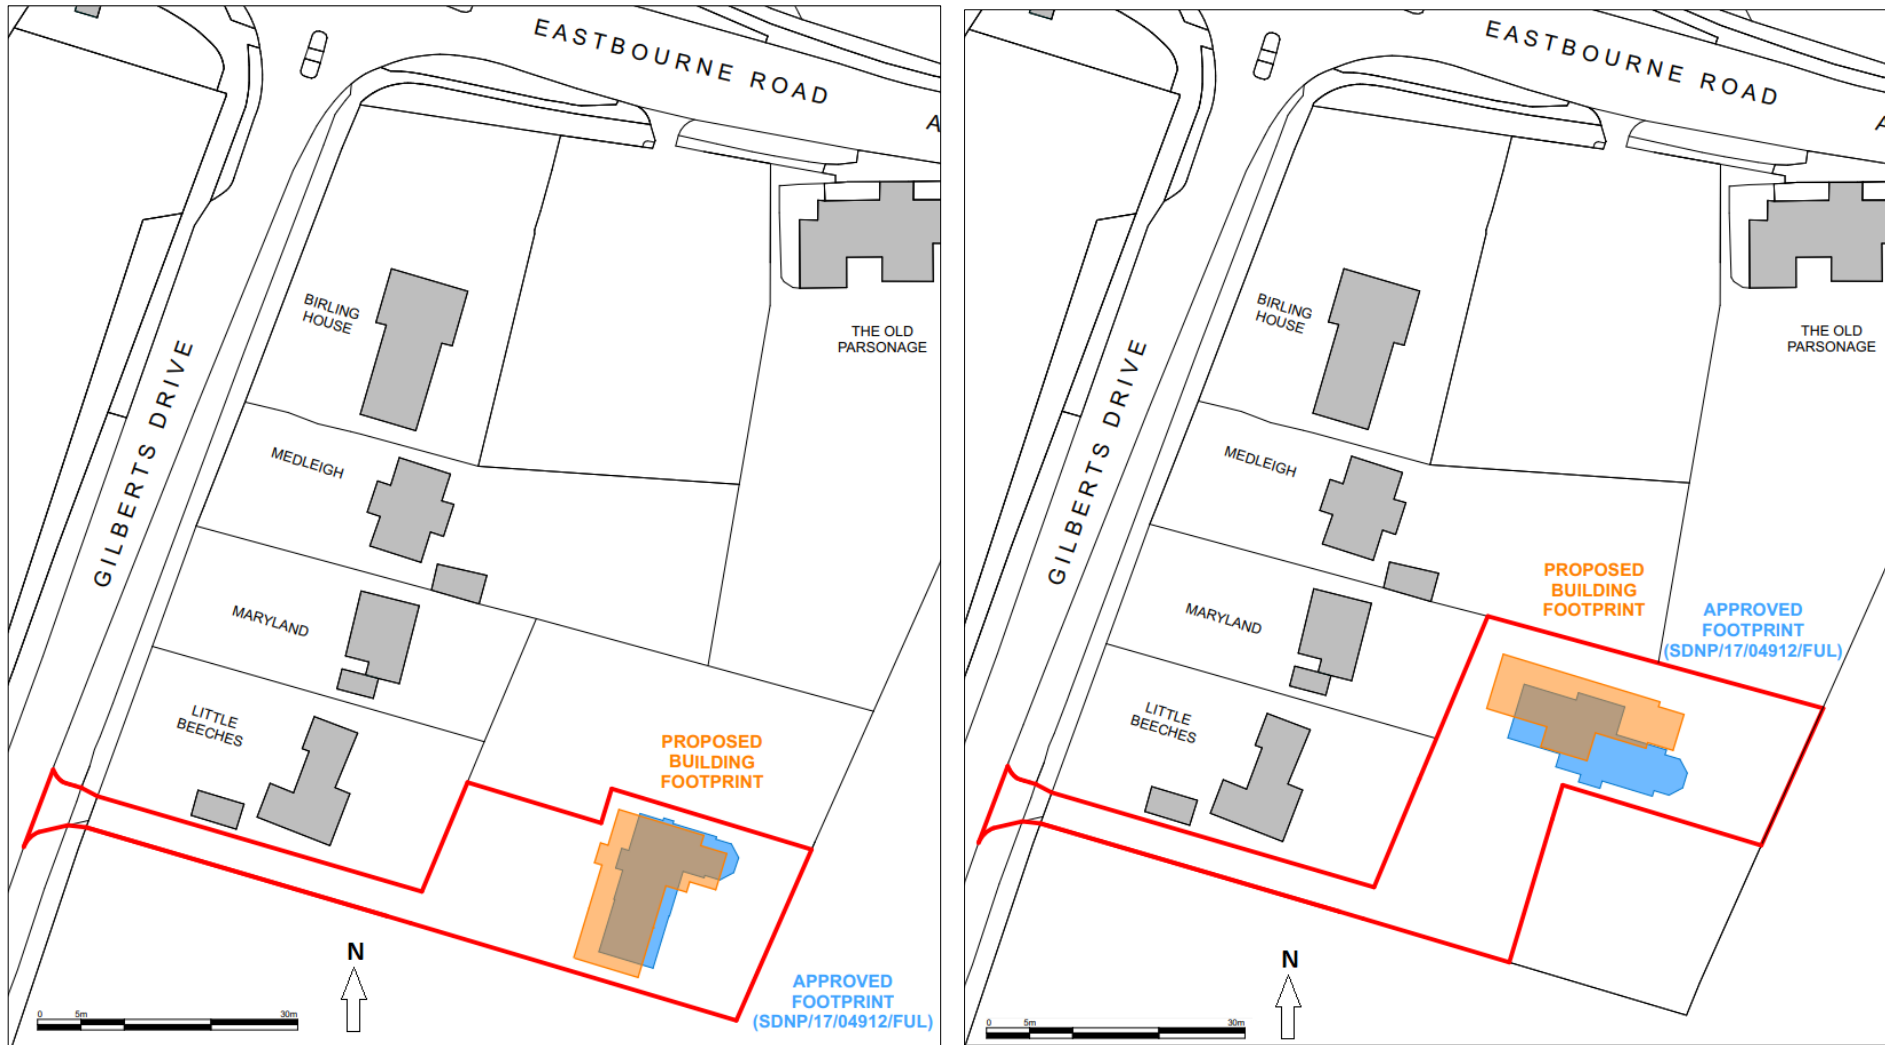 EASTBOURNE ROAD
A
BIRLING
HOUSE
THE OLD
PARSONAGE
GILBERTS DRIVE
MEDLEIGH
MARYLAND
LITTLE
BEECHES
PROPOSED
BUILDING
FOOTPRINT
N
APPROVED
FOOTPRINT
(SDNP/17/04912/FUL)
0 5m 30m
EASTBOURNE ROAD
A
BIRLING
HOUSE
THE OLD
PARSONAGE
GILBERTS DRIVE
MEDLEIGH
PROPOSED
BUILDING
FOOTPRINT
APPROVED
FOOTPRINT
(SDNP/17/04912/FUL)
MARYLAND
LITTLE
BEECHES
N
0 5m 30m